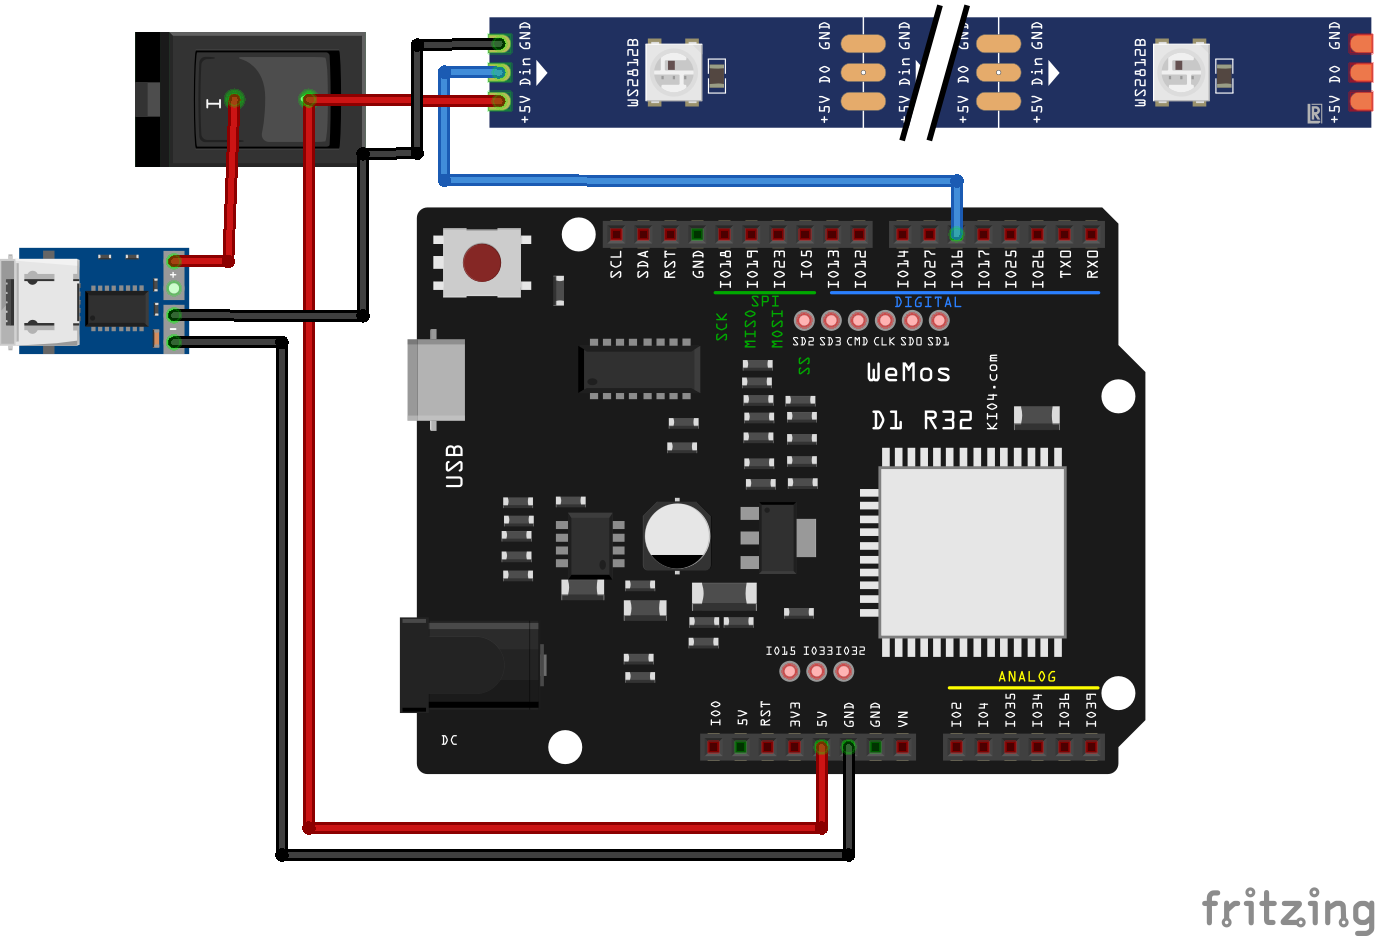 I
+5V Din GND
WS2812B
+5V DO GND
+5V Din GND
+5V DO GND
+5V Din GND
WS2812B
+5V DO GND
+
-
SCL
SDA
RST
GND
IO18
IO19
IO23
IO5
IO13
IO12
IO14
IO27
IO16
IO17
IO25
IO26
TXD
RXD
SPI
DIGITAL
SCK
MISO
MOSI
SS
SD2 SD3 CMD CLK SD0 SD1
WeMos
D1 R32
KIO4.com
USB
IO15 IO33 IO32
ANALOG
DC
IO0
5V
RST
3V3
5V
GND
GND
VN
IO2
IO4
IO35
IO34
IO36
IO39
fritzing